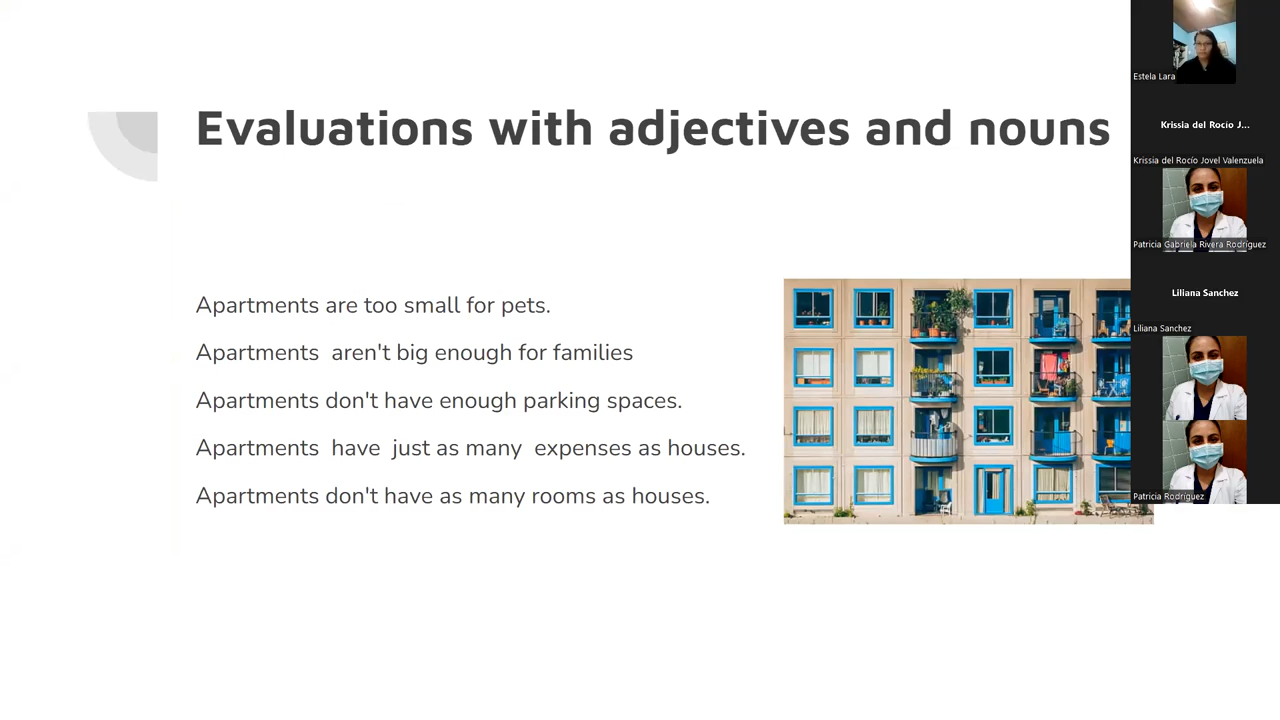 Evaluations with adjectives and nouns
Apartments are too small for pets.
Apartments  aren't big enough for families
Apartments don't have enough parking spaces.
Apartments  have  just as many  expenses as houses.
Apartments don't have as many rooms as houses.
Estela Lara
Krissia del Rocío J...
Krissia del Rocío Jovel Valenzuela
Patricia Gabriela Rivera Rodríguez
Liliana Sanchez
Liliana Sanchez
Patricia Rodríguez